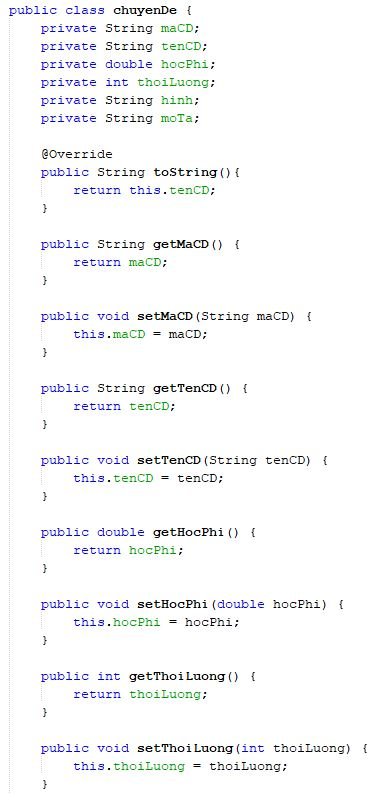 public class chuyenDe {
    private String maCD;
    private String tenCD;
    private double hocPhi;
    private int thoiLuong;
    private String hinh;
    private String moTa;

    @Override
    public String toString(){
        return this.tenCD;
    }

    public String getMaCD() {
        return maCD;
    }

    public void setMaCD(String maCD) {
        this.maCD = maCD;
    }

    public String getTenCD() {
        return tenCD;
    }

    public void setTenCD(String tenCD) {
        this.tenCD = tenCD;
    }

    public double getHocPhi() {
        return hocPhi;
    }

    public void setHocPhi(double hocPhi) {
        this.hocPhi = hocPhi;
    }

    public int getThoiLuong() {
        return thoiLuong;
    }

    public void setThoiLuong(int thoiLuong) {
        this.thoiLuong = thoiLuong;
    }